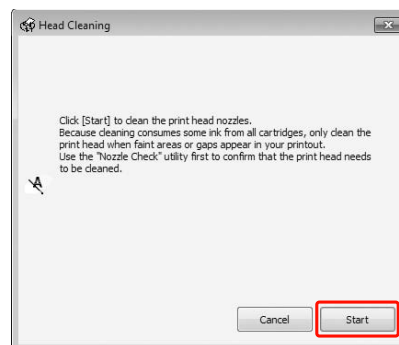 Head Cleaning
Click [Start] to clean the print head nozzles.
Because cleaning consumes some ink from all cartridges, only clean the
print head when faint areas or gaps appear in your printout.
Use the "Nozzle Check" utility first to confirm that the print head needs
to be cleaned.
A
Cancel
Start